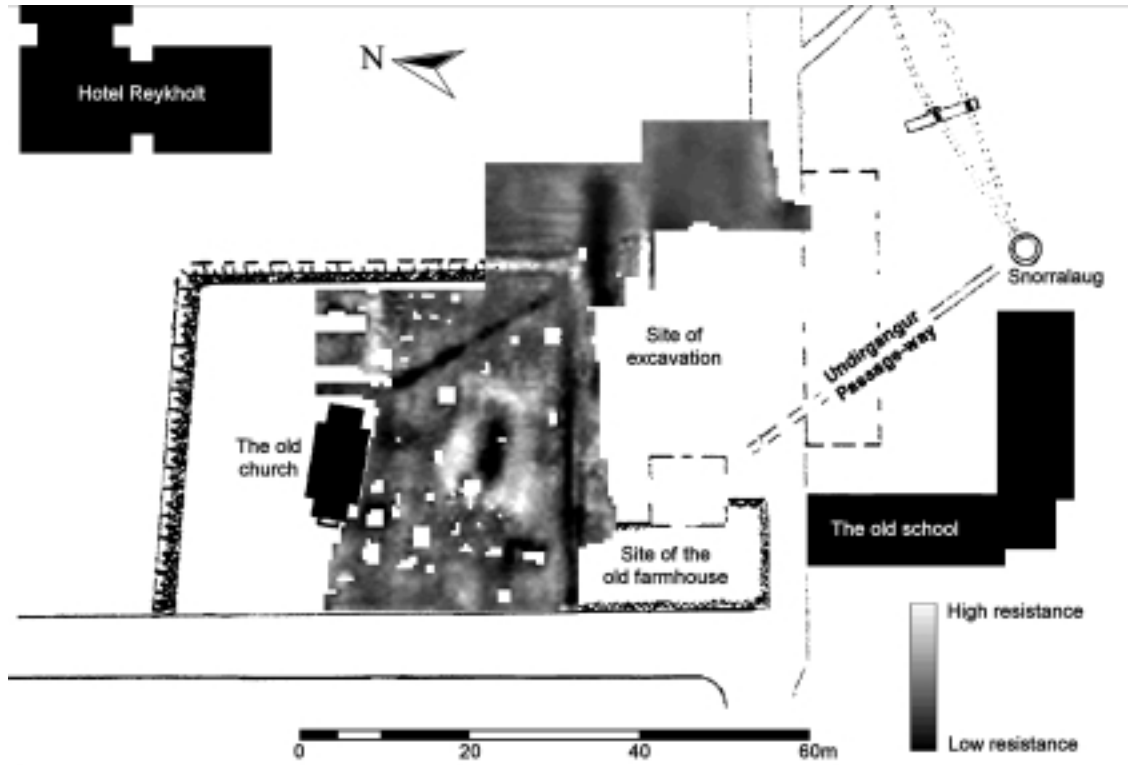 Hotel Reykholt
N
Snorralaug
Site of
excavation
Undirgangur
Passage-way
The old
church
The old school
Site of the
old farmhouse
High resistance
Low resistance
0 20 40 60m